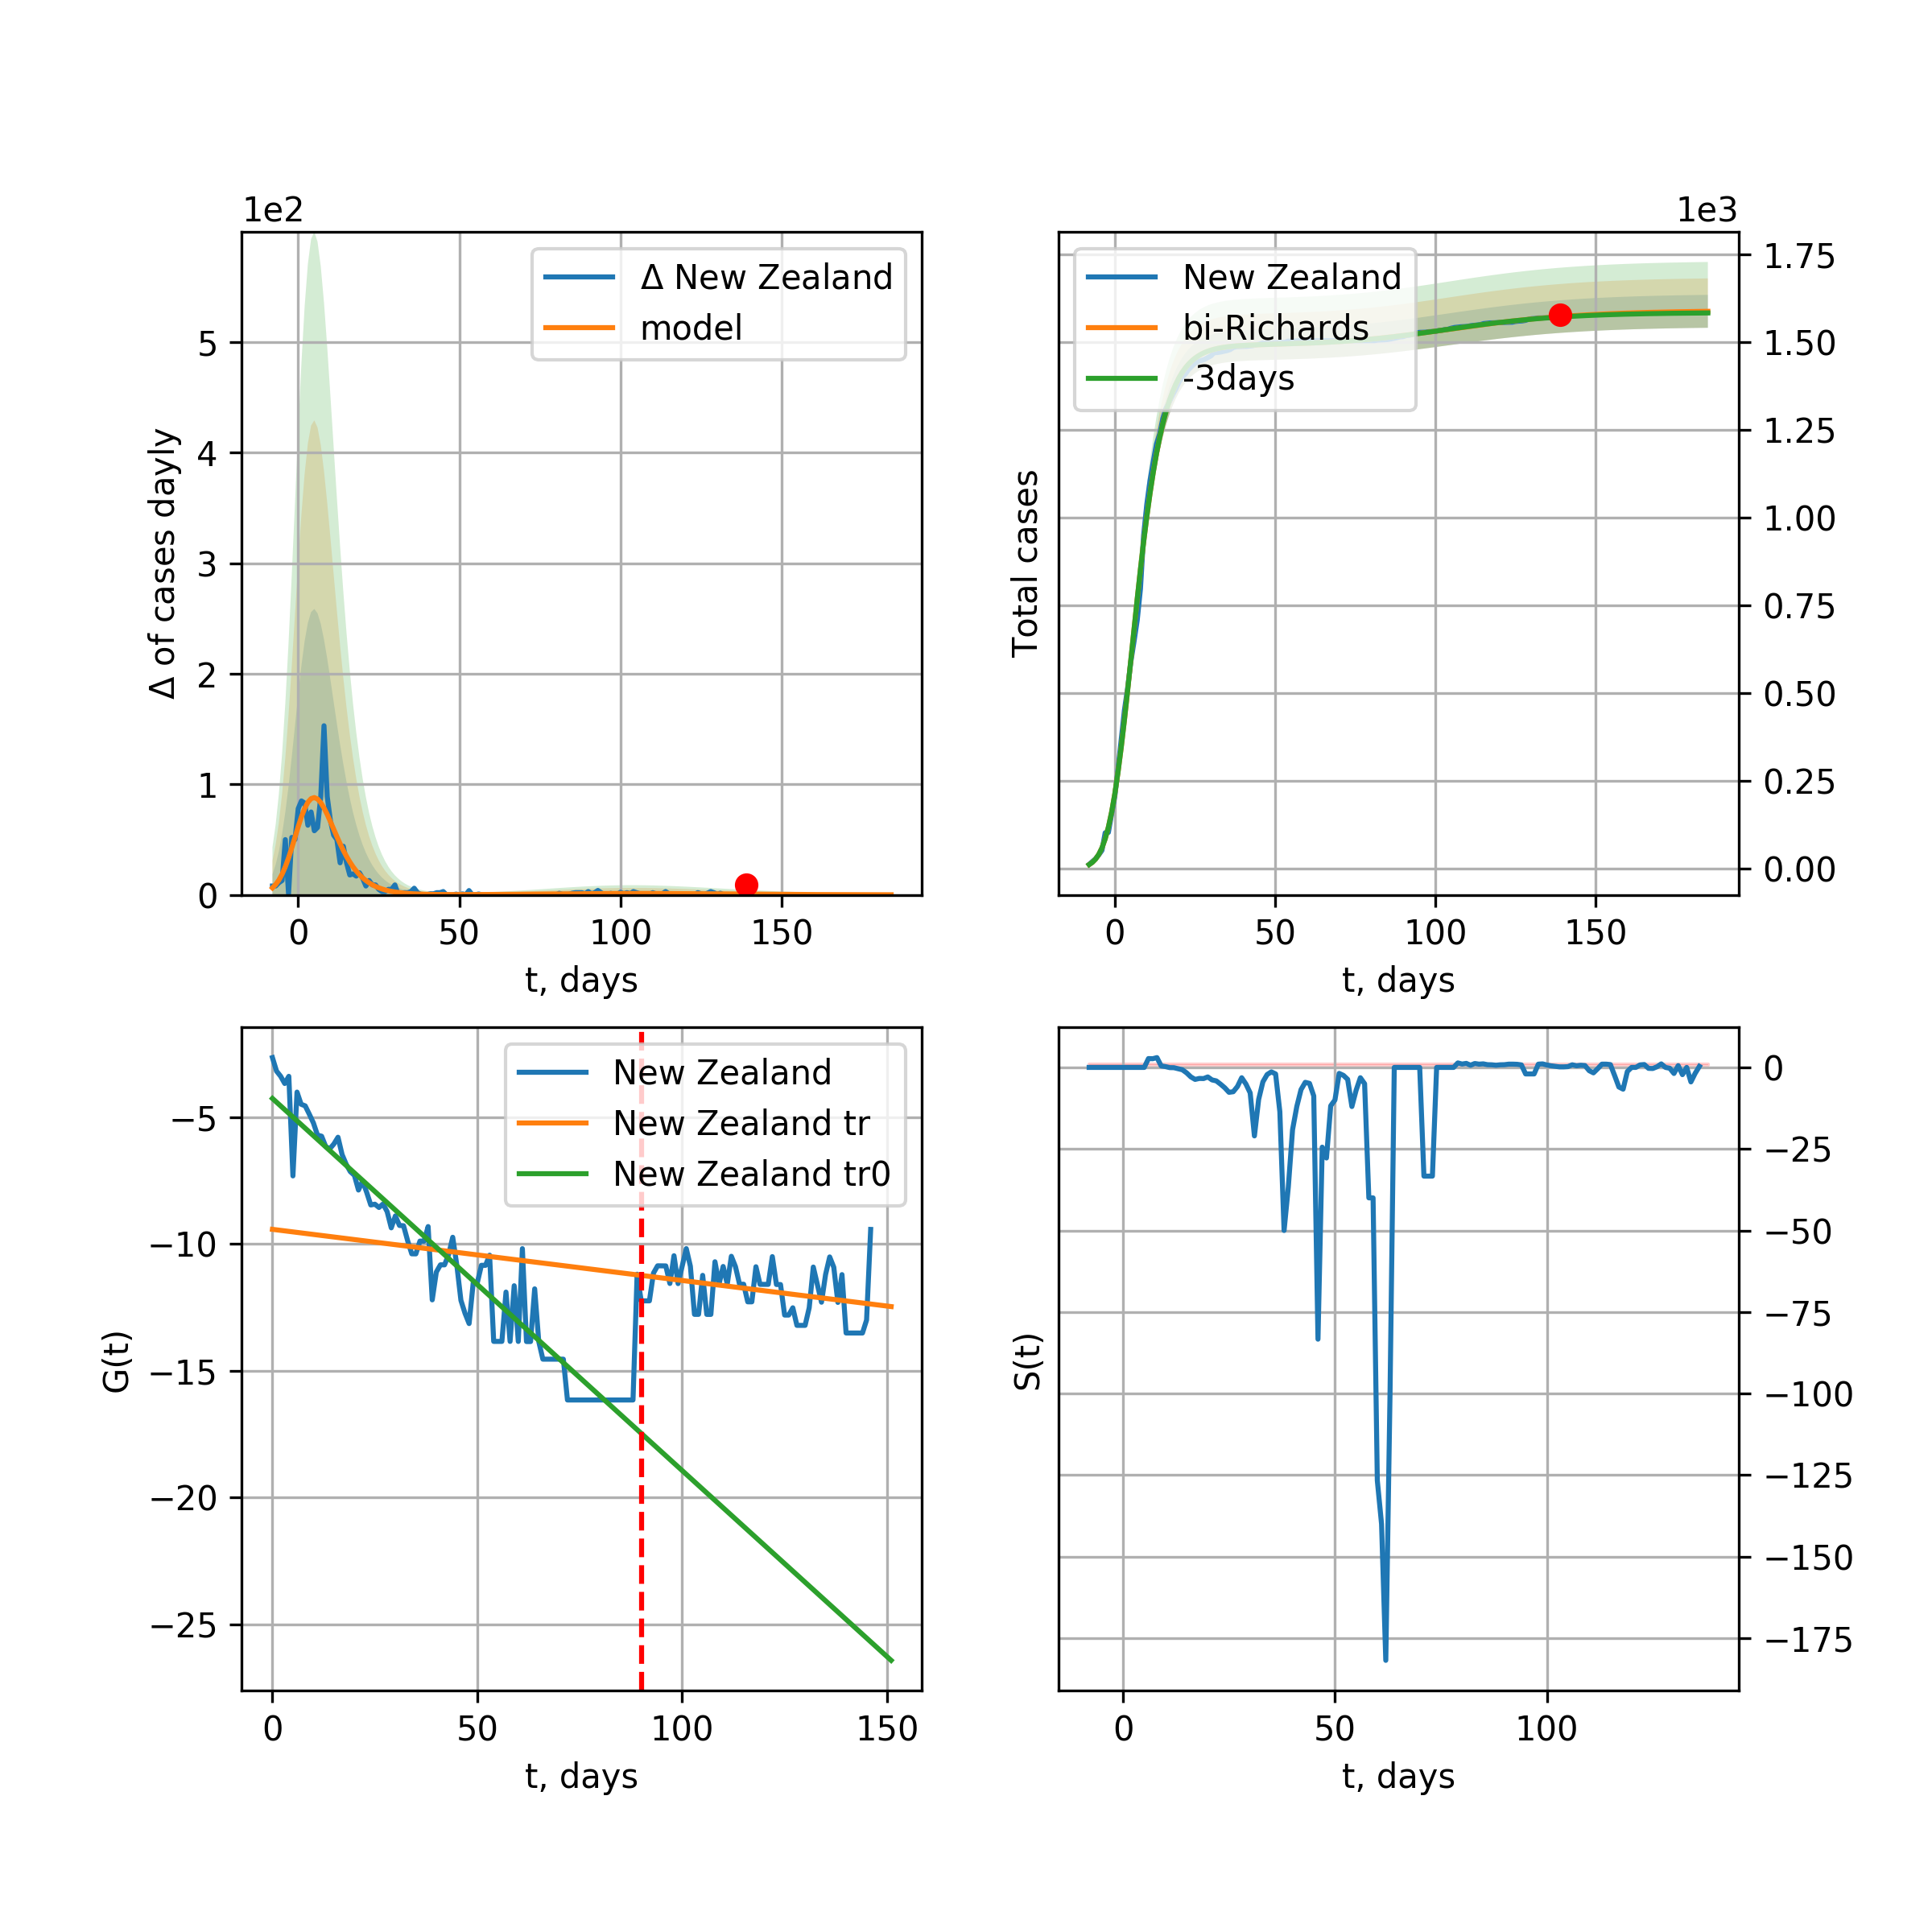 1e2
Δ of cases dayly
5
4
3
2
1
0
0 50 100 150
t, days
Δ New Zealand
model
1e3
Total cases
1.75
1.50
1.25
1.00
0.75
0.50
0.25
0.00
0 50 100 150
t, days
New Zealand
bi-Richards
-3days
G(t)
−5
−10
−15
−20
−25
0 50 100 150
t, days
New Zealand
New Zealand tr
New Zealand tr0
S(t)
0
−25
−50
−75
−100
−125
−150
−175
0 50 100
t, days